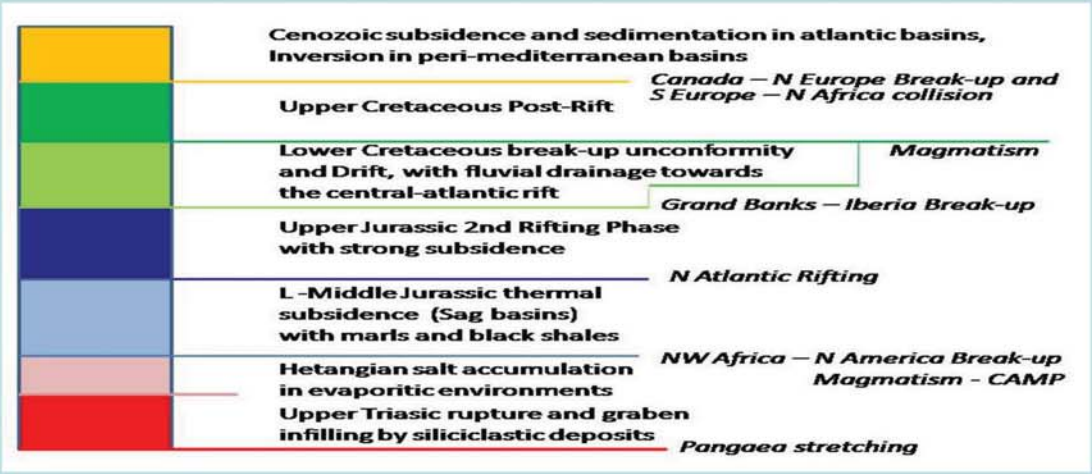 Cenozoic subsidence and sedimentation in atlantic basins,
Inversion in peri-mediterranean basins
Canada – N Europe Break-up and
S Europe – N Africa collision
Upper Cretaceous Post-Rift
Lower Cretaceous break-up unconformity
and Drift, with fluvial drainage towards
the central-atlantic rift
Magmatism
Grand Banks – Iberia Break-up
Upper Jurassic 2nd Rifting Phase
with strong subsidence
N Atlantic Rifting
L -Middle Jurassic thermal
subsidence (Sag basins)
with marls and black shales
NW Africa – N America Break-up
Magmatism - CAMP
Hetangian salt accumulation
in evaporitic environments
Upper Triasic rupture and graben
infilling by siliciclastic deposits
Pangaea stretching